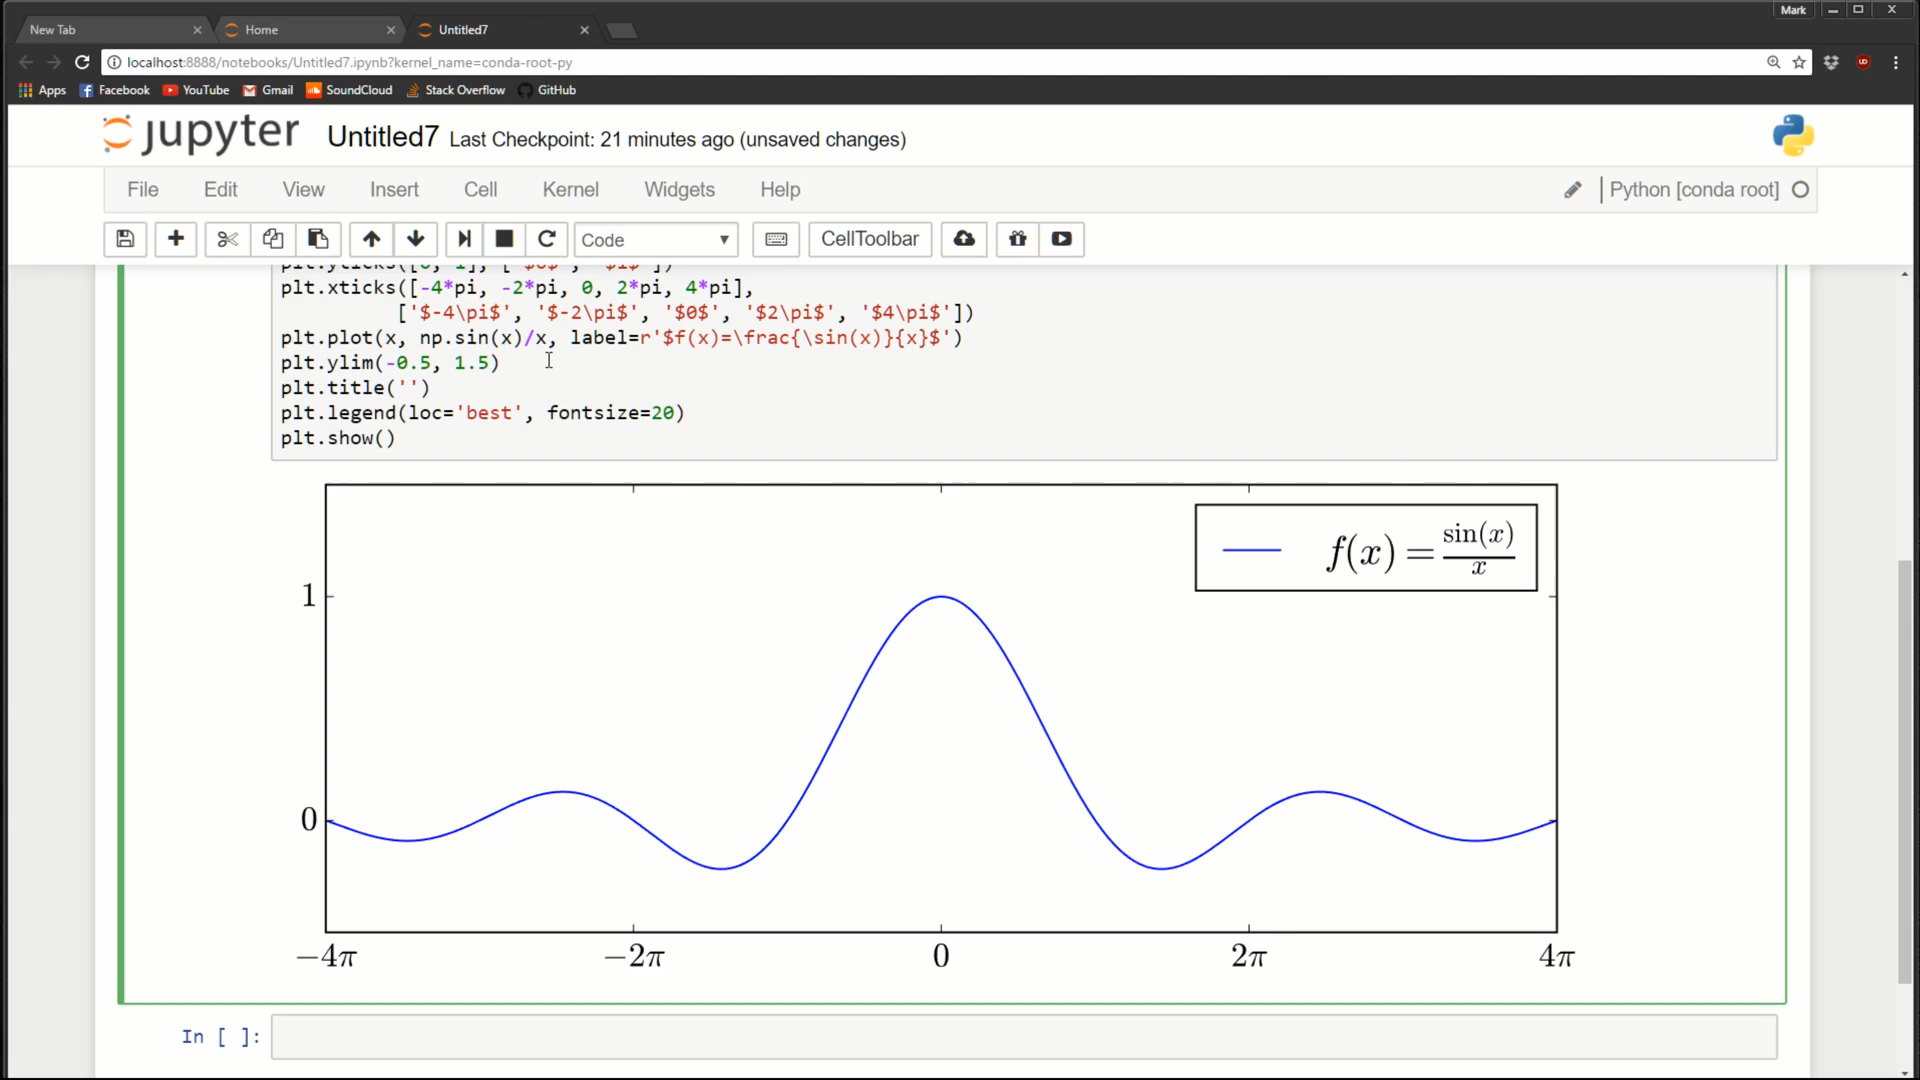 Mark
New Tab
Home
Untitled7
localhost:8888/notebooks/Untitled7.ipynb?kernel_name=conda-root-py
Apps Facebook YouTube Gmail SoundCloud Stack Overflow GitHub
jupyter Untitled7 Last Checkpoint: 21 minutes ago (unsaved changes)
File Edit View Insert Cell Kernel Widgets Help
Python [conda root]
Code CellToolbar
plt.xticks([-4*pi, -2*pi, 0, 2*pi, 4*pi],
['$-4\pi$', '$-2\pi$', '$0$', '$2\pi$', '$4\pi$'])
plt.plot(x, np.sin(x)/x, label=r'$f(x)=\frac{\sin(x)}{x}$')
plt.ylim(-0.5, 1.5)
plt.title('')
plt.legend(loc='best', fontsize=20)
plt.show()
f(x) = sin(x)/x
1
0
−4π −2π 0 2π 4π
In [ ]: